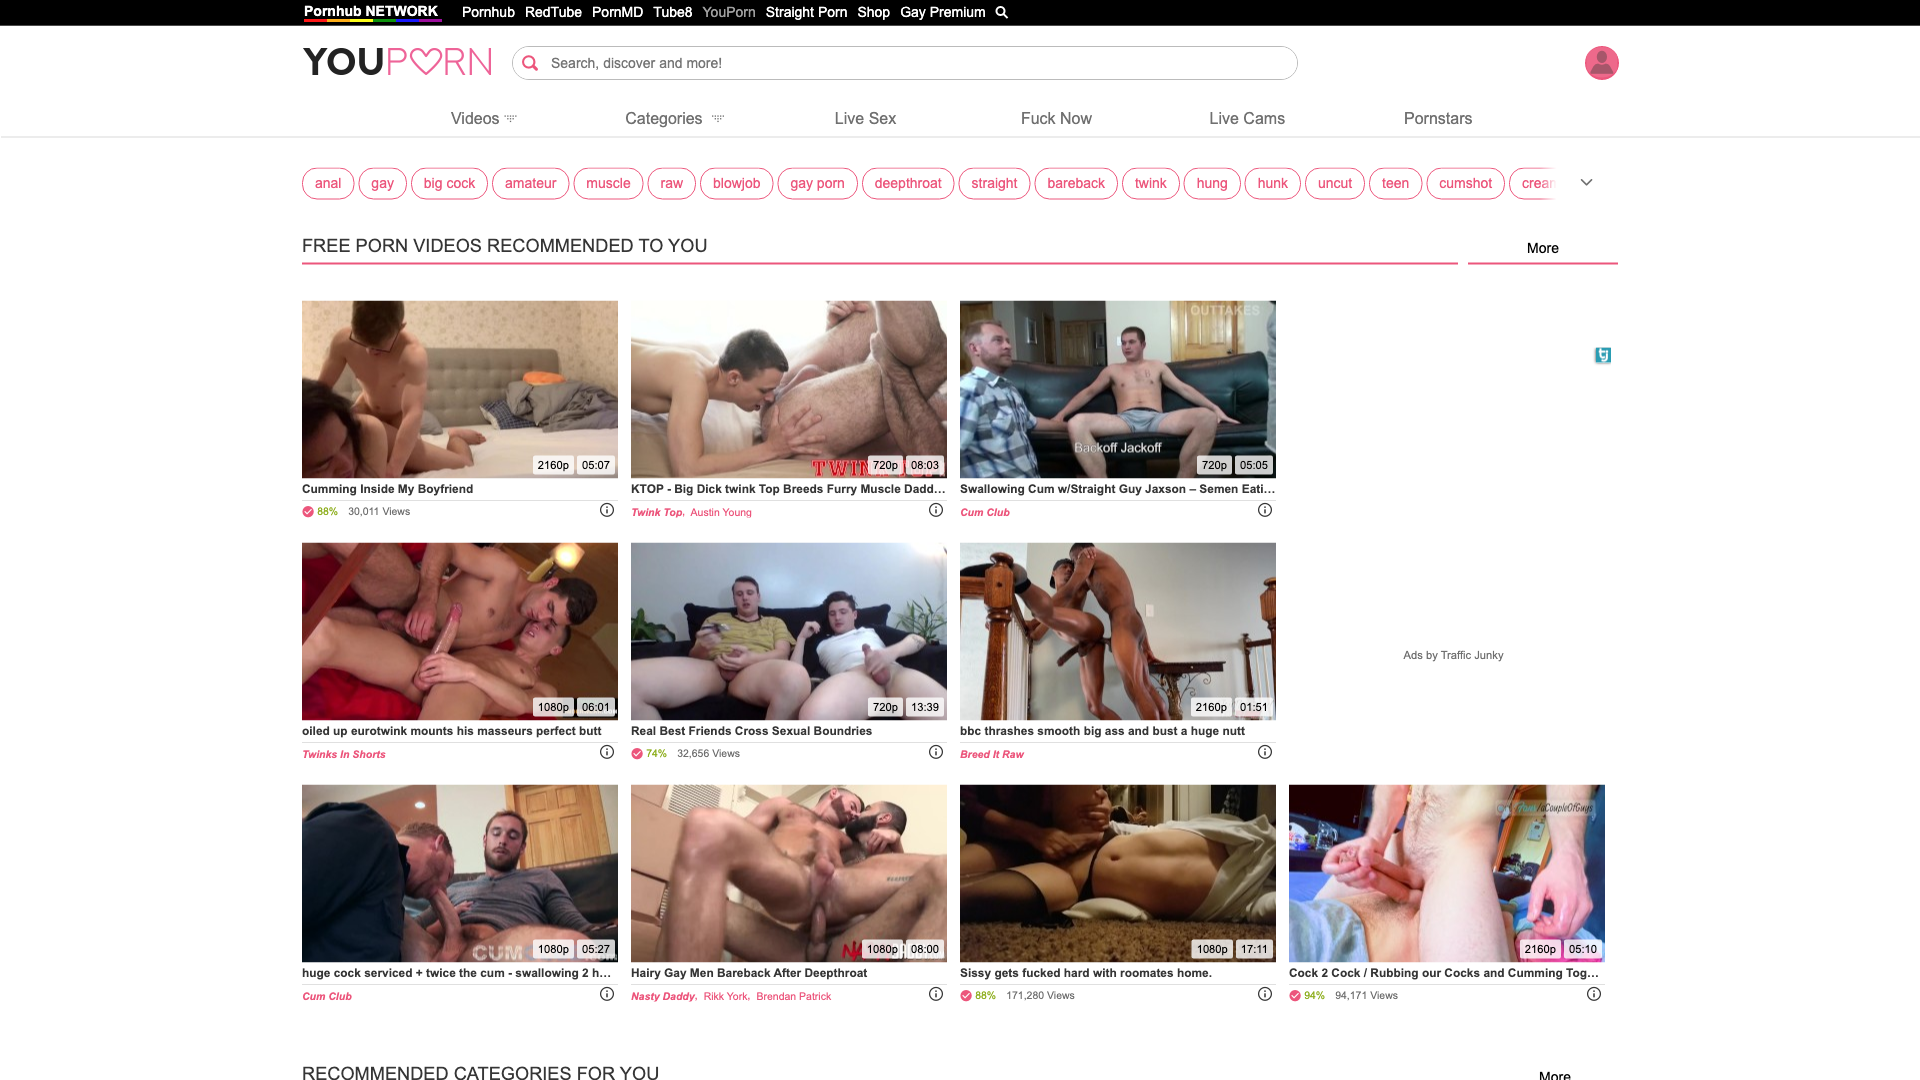 Pornhub NETWORK Pornhub RedTube PornMD Tube8 YouPorn Straight Porn Shop Gay Premium
YOUPORN Search, discover and more!
Videos Categories Live Sex Fuck Now Live Cams Pornstars
anal gay big cock amateur muscle raw blowjob gay porn deepthroat straight bareback twink hung hunk uncut teen cumshot
FREE PORN VIDEOS RECOMMENDED TO YOU More
OUTTAKES
Backoff Jackoff
2160p 05:07
720p 08:03
720p 05:05
Cumming Inside My Boyfriend
88% 30,011 Views
KTOP - Big Dick twink Top Breeds Furry Muscle Dadd...
Twink Top, Austin Young
Swallowing Cum w/Straight Guy Jaxson – Semen Eati...
Cum Club
Ads by Traffic Junky
1080p 06:01
720p 13:39
2160p 01:51
oiled up eurotwink mounts his masseurs perfect butt
Twinks In Shorts
Real Best Friends Cross Sexual Boundries
74% 32,656 Views
bbc thrashes smooth big ass and bust a huge nutt
Breed It Raw
CUM
1080p 05:27
1080p 08:00
1080p 17:11
2160p 05:10
huge cock serviced + twice the cum - swallowing 2 h...
Cum Club
Hairy Gay Men Bareback After Deepthroat
Nasty Daddy, Rikk York, Brendan Patrick
Sissy gets fucked hard with roomates home.
88% 171,280 Views
Cock 2 Cock / Rubbing our Cocks and Cumming Tog...
94% 94,171 Views
RECOMMENDED CATEGORIES FOR YOU More